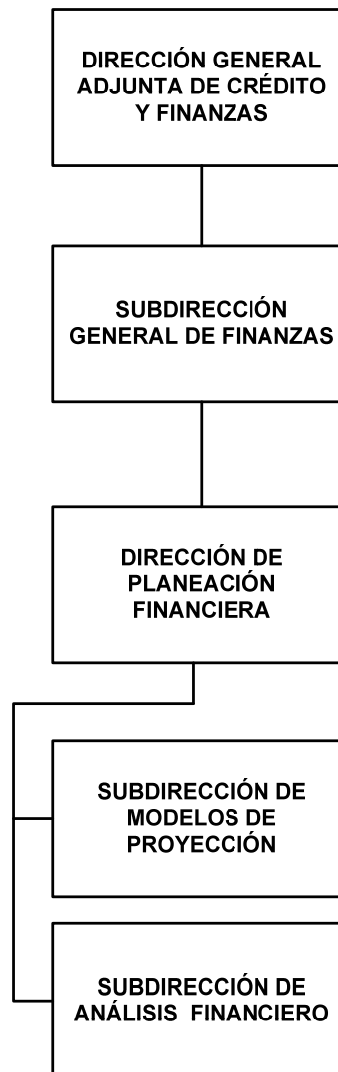 DIRECCIÓN GENERAL
ADJUNTA DE CRÉDITO
Y FINANZAS
SUBDIRECCIÓN
GENERAL DE FINANZAS
DIRECCIÓN DE
PLANEACIÓN
FINANCIERA
SUBDIRECCIÓN DE
MODELOS DE
PROYECCIÓN
SUBDIRECCIÓN DE
ANÁLISIS FINANCIERO